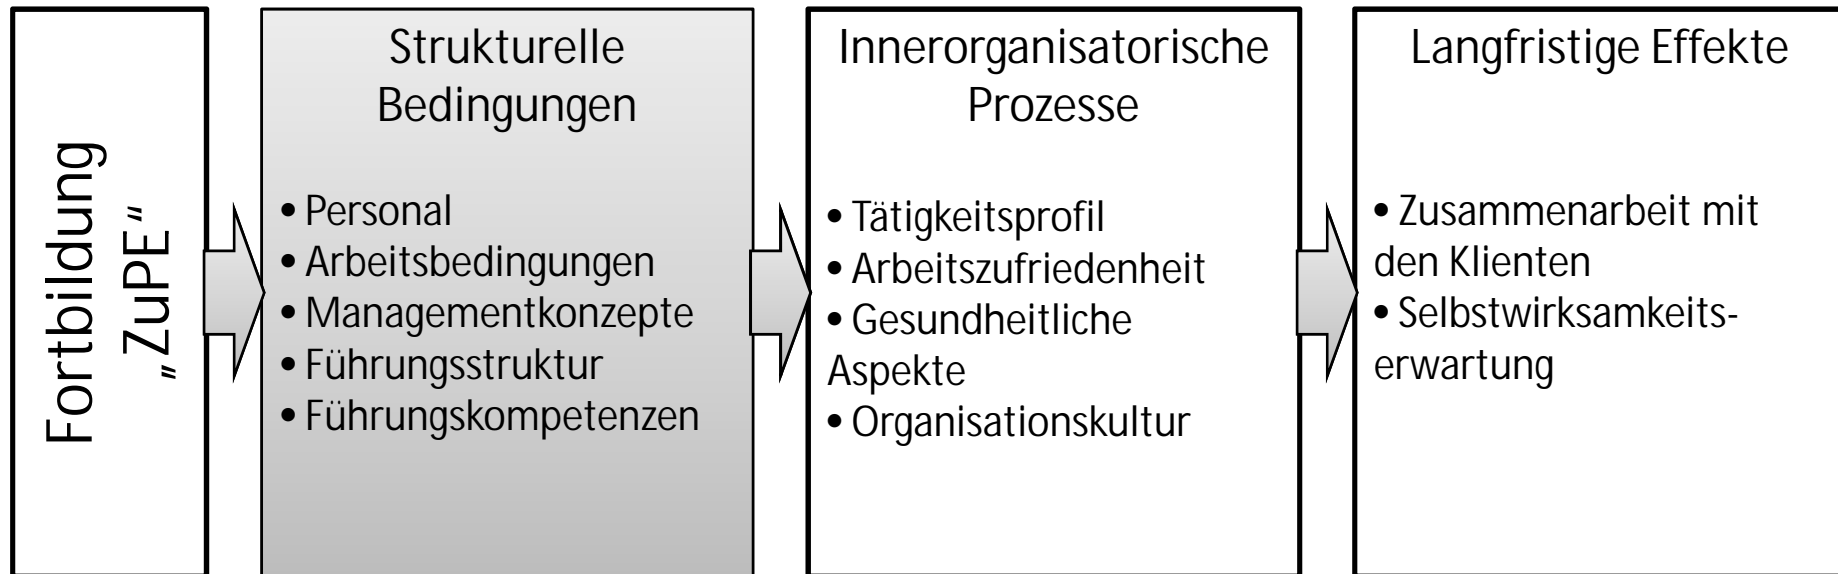 Fortbildung
„ZuPE“
Strukturelle
Bedingungen
• Personal
• Arbeitsbedingungen
• Managementkonzepte
• Führungsstruktur
• Führungskompetenzen
Innerorganisatorische
Prozesse
• Tätigkeitsprofil
• Arbeitszufriedenheit
• Gesundheitliche
Aspekte
• Organisationskultur
Langfristige Effekte
• Zusammenarbeit mit
den Klienten
• Selbstwirksamkeits-
erwartung